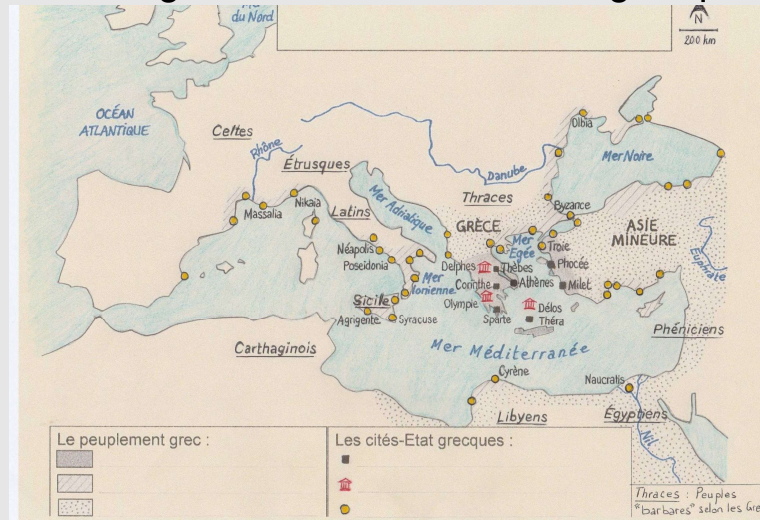 du Nord
N
200 km
OCÉAN
ATLANTIQUE
Celtes
Rhône
Olbia
Mer Noire
Étrusques
Danube
Mer Adriatique
Thraces
Nikaia
Massalia
Latins
Byzance
GRÈCE
ASIE
MINEURE
Mer
Egée
Troie
Euphrate
Néapolis
Poseidonia
Delphes
Thèbes
Phocée
Mer
Ionienne
Corinthe
Athènes
Milet
Sicile
Olympie
Délos
Agrigente
Syracuse
Sparte
Théra
Phéniciens
Carthaginois
Mer Méditerranée
Cyrène
Naucratis
Libyens
Égyptiens
Nil
Le peuplement grec :
Les cités-Etat grecques :
Thraces : Peuples
"barbares" selon les